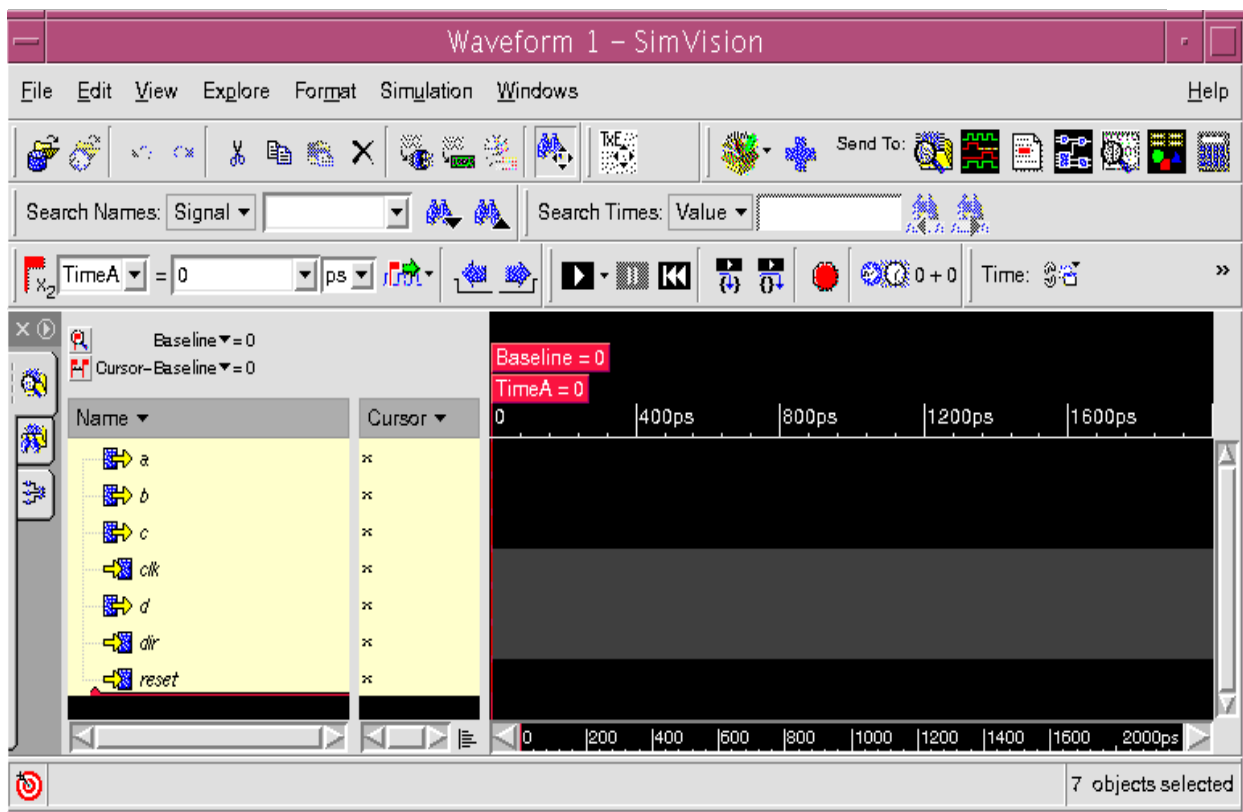 Waveform 1 – SimVision
File Edit View Explore Format Simulation Windows Help
TxE
Send To:
Search Names: Signal Search Times: Value
X2 TimeA = 0 ps 0 + 0 Time: »
Baseline = 0
Cursor–Baseline = 0
Baseline = 0
TimeA = 0
Name Cursor 0 400ps 800ps 1200ps 1600ps
a x
b x
c x
clk x
d x
dir x
reset x
0 200 400 600 800 1000 1200 1400 1600 2000ps
7 objects selected